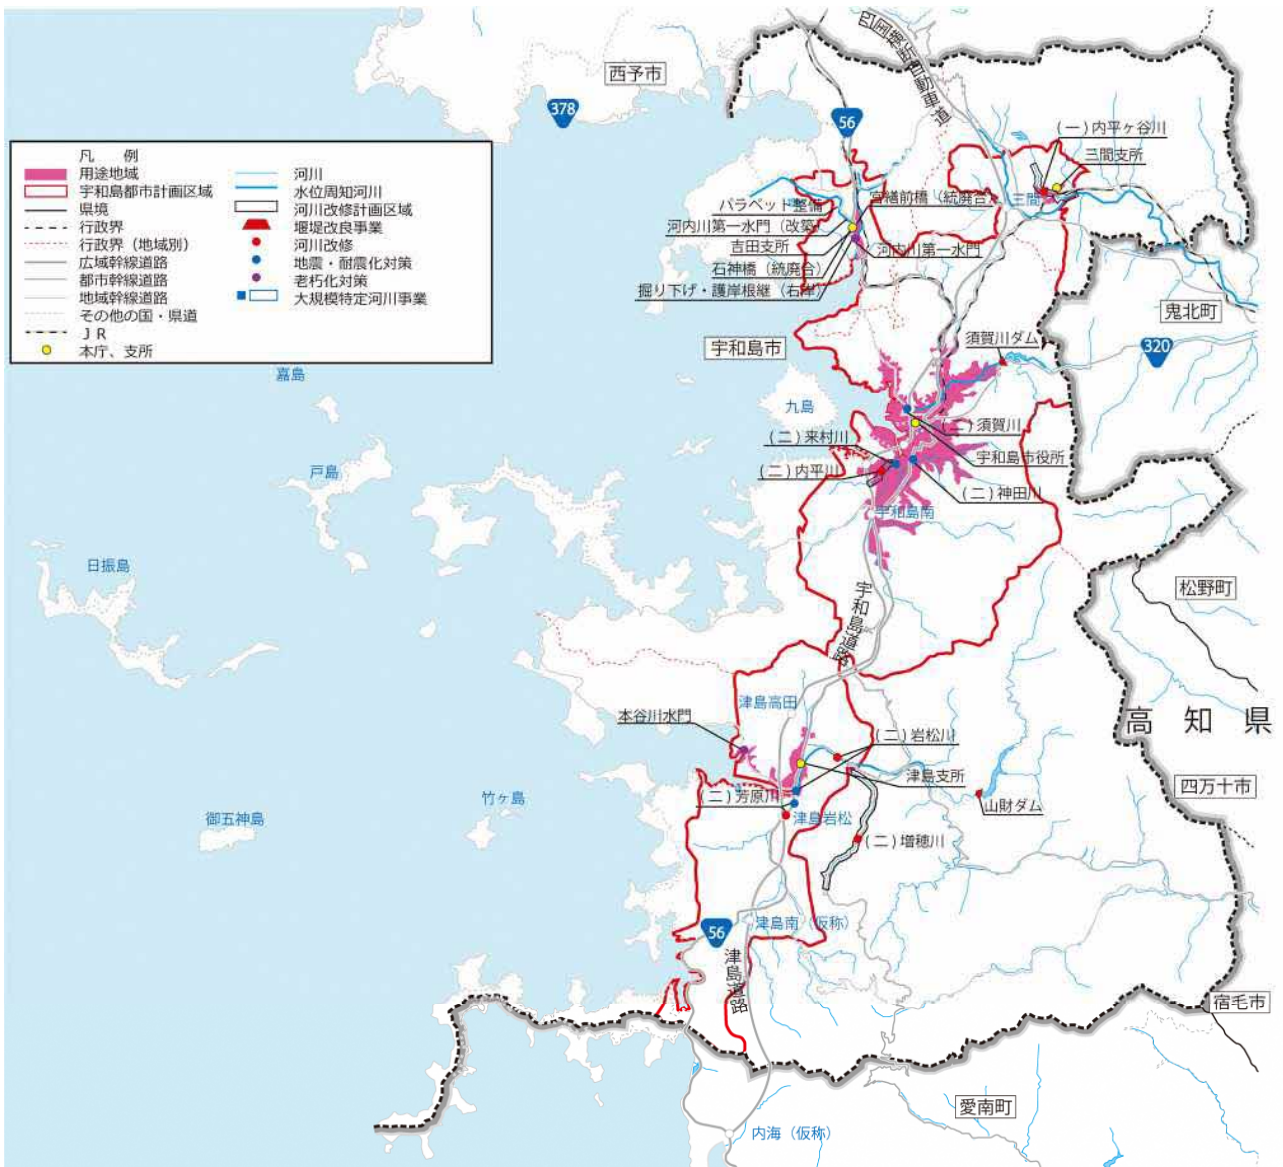 四国横断自動車道
西予市
378
56
(一)内平ヶ谷川
三間支所
三間
凡　例
用途地域
宇和島都市計画区域
県境
行政界
行政界（地域別）
広域幹線道路
都市幹線道路
地域幹線道路
その他の国・県道
ＪＲ
本庁、支所
河川
水位周知河川
河川改修計画区域
堰堤改良事業
河川改修
地震・耐震化対策
老朽化対策
大規模特定河川事業
パラペット整備
宮繕前橋（統廃合）
河内川第一水門（改築）
吉田支所
河内川第一水門
石神橋（統廃合）
掘り下げ・護岸根継（右岸）
鬼北町
320
須賀川ダム
宇和島市
嘉島
九島
(二)須賀川
(二)来村川
宇和島市役所
(二)内平川
(二)神田川
戸島
宇和島南
日振島
松野町
宇和島道路
津島高田
本谷川水門
(二)岩松川
高知県
津島支所
四万十市
(二)芳原川
山財ダム
竹ヶ島
御五神島
津島岩松
(二)増穂川
56
津島南（仮称）
津島道路
宿毛市
愛南町
内海（仮称）